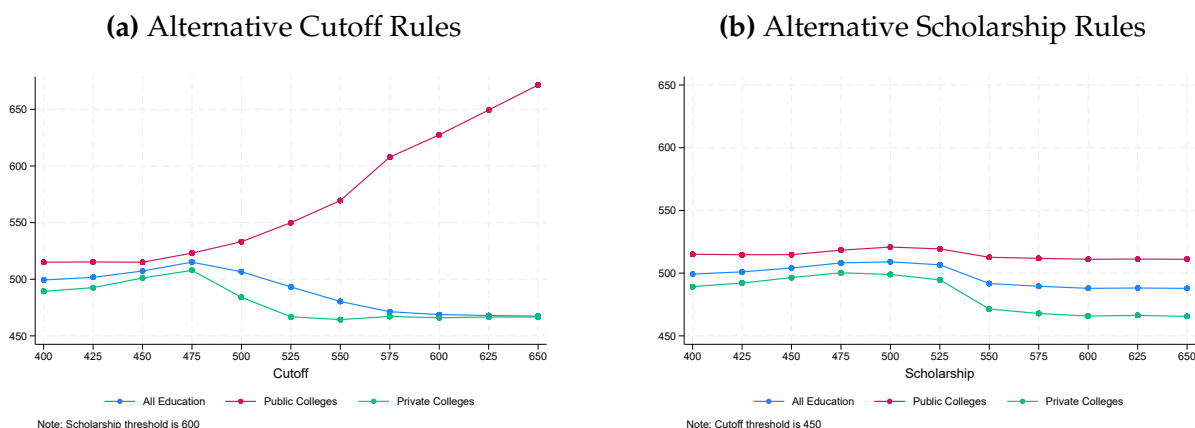 (a) Alternative Cutoff Rules
650
600
550
500
450
400 425 450 475 500 525 550 575 600 625 650
Cutoff
All Education Public Colleges Private Colleges
Note: Scholarship threshold is 600
(b) Alternative Scholarship Rules
650
600
550
500
450
400 425 450 475 500 525 550 575 600 625 650
Scholarship
All Education Public Colleges Private Colleges
Note: Cutoff threshold is 450